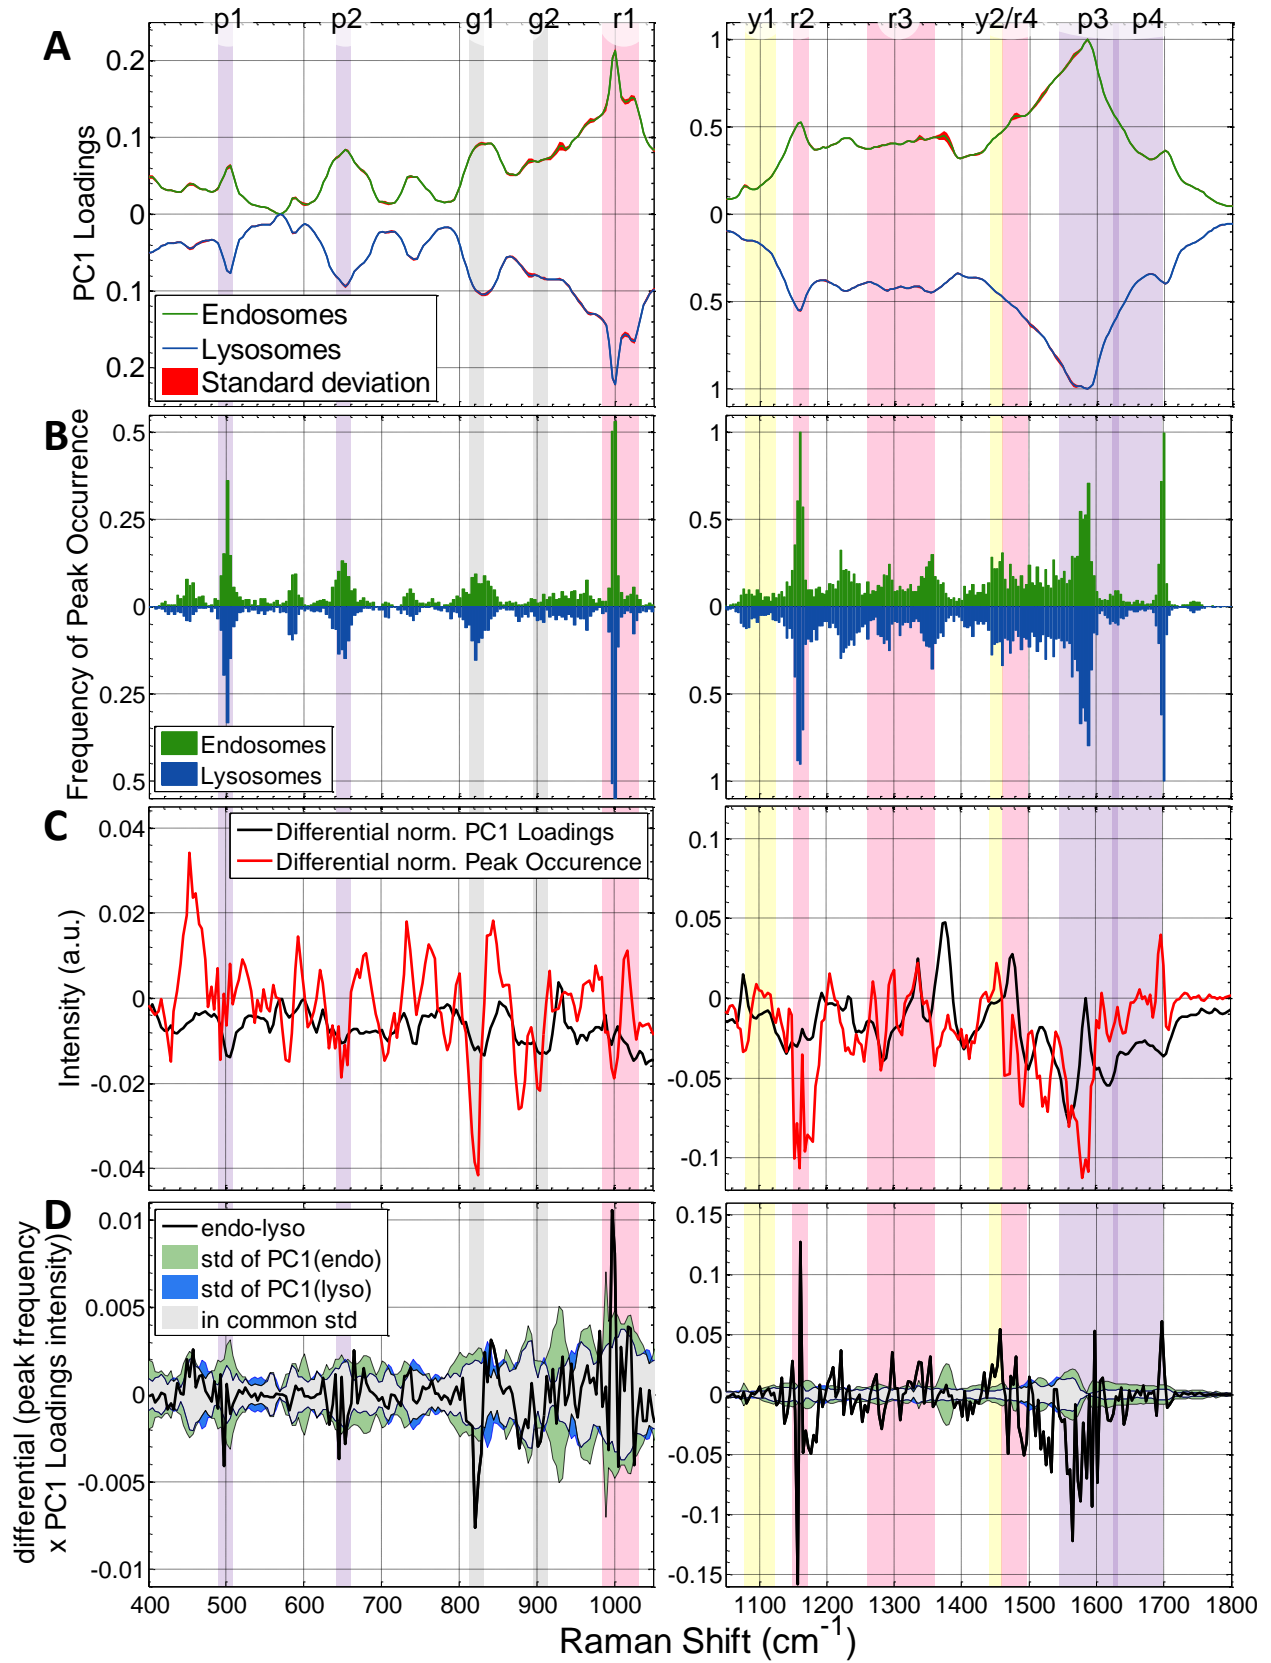 p1 p2 g1 g2 r1 y1 r2 r3 y2/r4 p3 p4
A
PC1 Loadings
0.2
0.1
0
0.1
0.2
1
0.5
0
0.5
1
Endosomes
Lysosomes
Standard deviation
B
Frequency of Peak Occurrence
0.5
0.25
0
0.25
0.5
1
0.5
0
0.5
1
Endosomes
Lysosomes
C
Intensity (a.u.)
0.04
0.02
0
-0.02
-0.04
0.1
0.05
0
-0.05
-0.1
Differential norm. PC1 Loadings
Differential norm. Peak Occurence
D
differential (peak frequency
x PC1 Loadings intensity)
0.01
0.005
0
-0.005
-0.01
0.15
0.1
0.05
0
-0.05
-0.1
-0.15
endo-lyso
std of PC1(endo)
std of PC1(lyso)
in common std
400 500 600 700 800 900 1000 1100 1200 1300 1400 1500 1600 1700 1800
Raman Shift (cm-1)